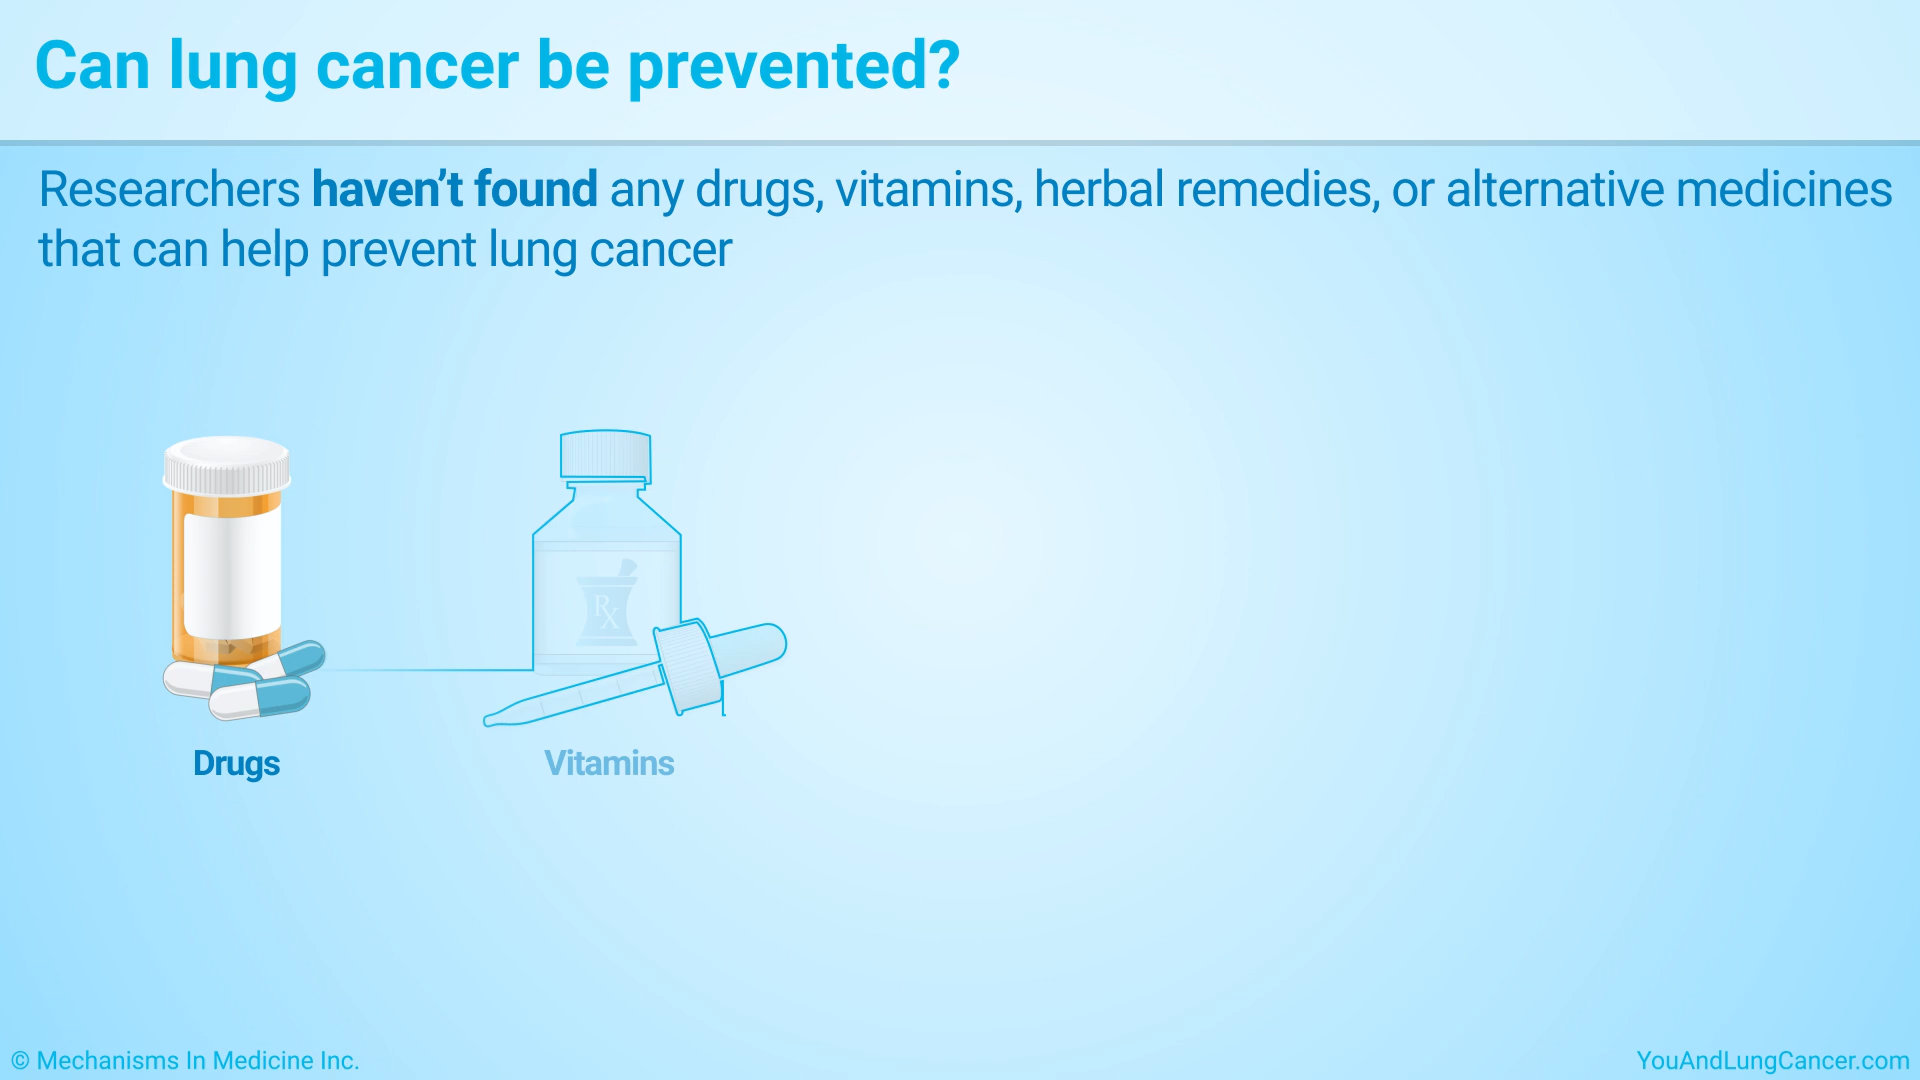 Can lung cancer be prevented?
Researchers haven’t found any drugs, vitamins, herbal remedies, or alternative medicines
that can help prevent lung cancer
Rx
Drugs
Vitamins
© Mechanisms In Medicine Inc.
YouAndLungCancer.com